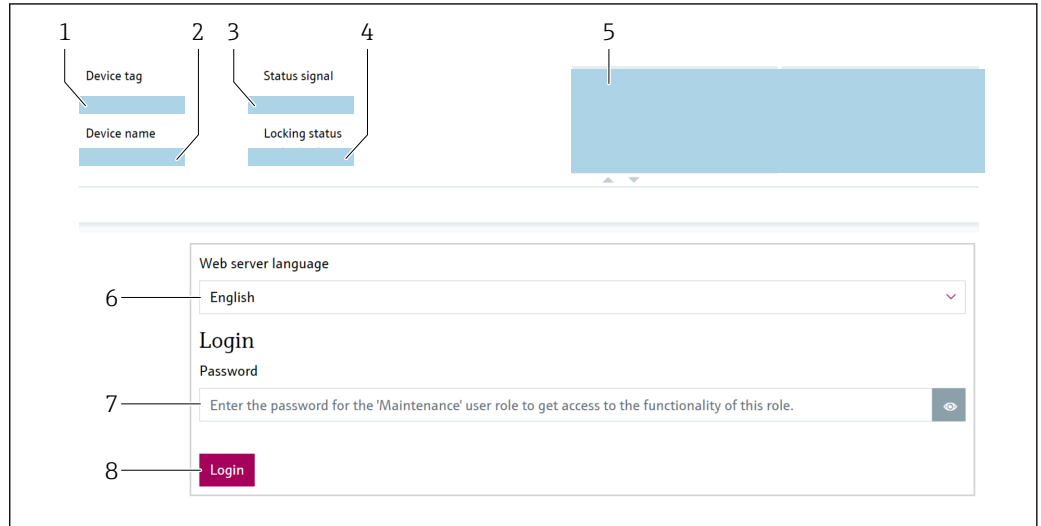 1 2 3 4 5
Device tag Status signal
Device name Locking status
Web server language
6 English
Login
Password
7 Enter the password for the 'Maintenance' user role to get access to the functionality of this role.
8 Login